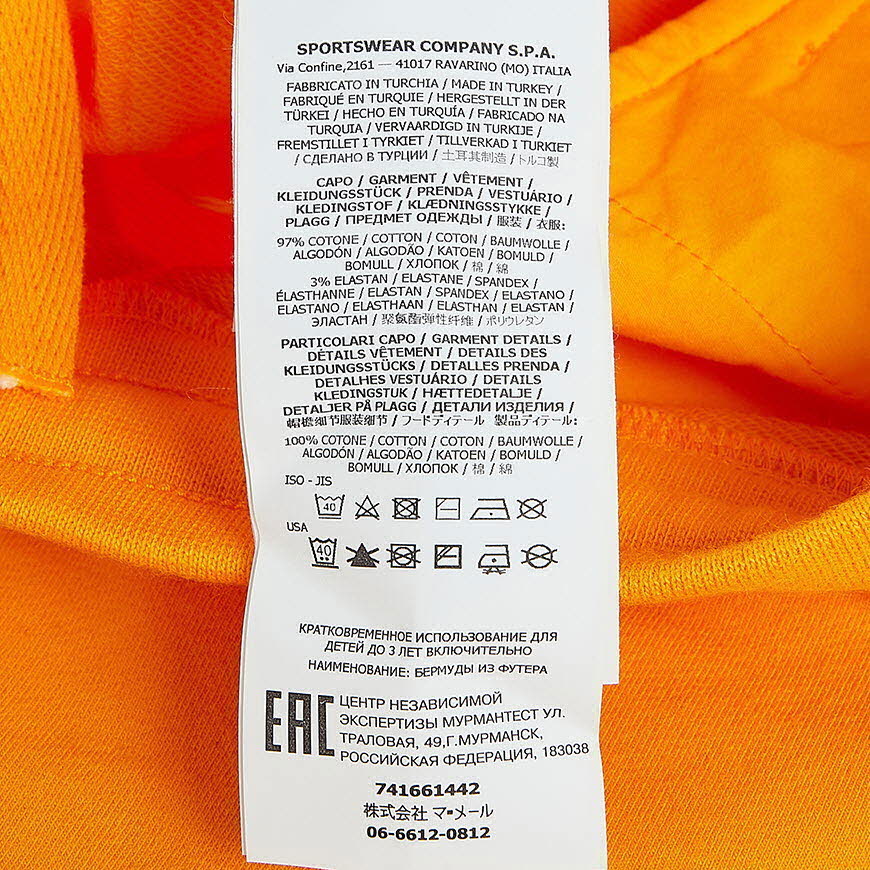 SPORTSWEAR COMPANY S.P.A.
Via Confine,2161 — 41017 RAVARINO (MO) ITALIA
FABBRICATO IN TURCHIA / MADE IN TURKEY /
FABRIQUÉ EN TURQUIE / HERGESTELLT IN DER
TÜRKEI / HECHO EN TURQUÍA / FABRICADO NA
TURQUIA / VERVAARDIGD IN TURKIJE /
FREMSTILLET I TYRKIET / TILLVERKAD I TURKIET
/ СДЕЛАНО В ТУРЦИИ / 土耳其制造 / トルコ製
CAPO / GARMENT / VÊTEMENT /
KLEIDUNGSSTÜCK / PRENDA / VESTUÁRIO /
KLEDINGSTOF / KLÆDNINGSSTYKKE /
PLAGG / ПРЕДМЕТ ОДЕЖДЫ / 服装 / 衣服:
97% COTONE / COTTON / COTON / BAUMWOLLE /
ALGODÓN / ALGODÃO / KATOEN / BOMULD /
BOMULL / ХЛОПОК / 棉 / 綿
3% ELASTAN / ELASTANE / SPANDEX /
ÉLASTHANNE / ELASTAN / SPANDEX / ELASTANO /
ELASTANO / ELASTHAAN / ELASTHAN / ELASTAN /
ЭЛАСТАН / 聚氨酯弹性纤维 / ポリウレタン
PARTICOLARI CAPO / GARMENT DETAILS /
DÉTAILS VÊTEMENT / DETAILS DES
KLEIDUNGSSTÜCKS / DETALLES PRENDA /
DETALHES VESTUÁRIO / DETAILS
KLEDINGSTUK / HÆTTEDETALJE /
DETALJER PÅ PLAGG / ДЕТАЛИ ИЗДЕЛИЯ /
帽檐细节服装细节 / フードディテール 製品ディテール:
100% COTONE / COTTON / COTON / BAUMWOLLE /
ALGODÓN / ALGODÃO / KATOEN / BOMULD /
BOMULL / ХЛОПОК / 棉 / 綿
ISO - JIS
40
USA
40
КРАТКОВРЕМЕННОЕ ИСПОЛЬЗОВАНИЕ ДЛЯ
ДЕТЕЙ ДО 3 ЛЕТ ВКЛЮЧИТЕЛЬНО
НАИМЕНОВАНИЕ: БЕРМУДЫ ИЗ ФУТЕРА
EAC
ЦЕНТР НЕЗАВИСИМОЙ
ЭКСПЕРТИЗЫ МУРМАНТЕСТ УЛ.
ТРАЛОВАЯ, 49,Г.МУРМАНСК,
РОССИЙСКАЯ ФЕДЕРАЦИЯ, 183038
741661442
株式会社 マ・メール
06-6612-0812